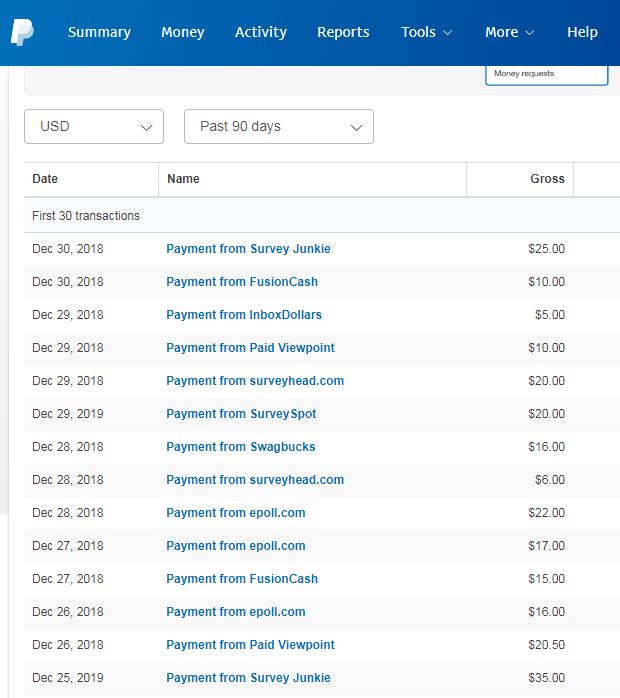 Summary Money Activity Reports Tools More Help
Money requests
USD Past 90 days
Date Name Gross
First 30 transactions
Dec 30, 2018 Payment from Survey Junkie $25.00
Dec 30, 2018 Payment from FusionCash $10.00
Dec 29, 2018 Payment from InboxDollars $5.00
Dec 29, 2018 Payment from Paid Viewpoint $10.00
Dec 29, 2018 Payment from surveyhead.com $20.00
Dec 29, 2019 Payment from SurveySpot $20.00
Dec 28, 2018 Payment from Swagbucks $16.00
Dec 28, 2018 Payment from surveyhead.com $6.00
Dec 28, 2018 Payment from epoll.com $22.00
Dec 27, 2018 Payment from epoll.com $17.00
Dec 27, 2018 Payment from FusionCash $15.00
Dec 26, 2018 Payment from epoll.com $16.00
Dec 26, 2018 Payment from Paid Viewpoint $20.50
Dec 25, 2019 Payment from Survey Junkie $35.00